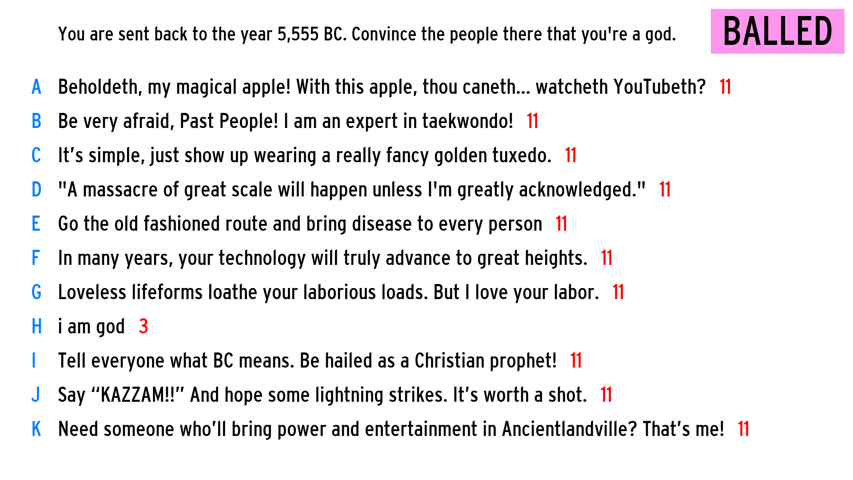 You are sent back to the year 5,555 BC. Convince the people there that you're a god.
BALLED
A Beholdeth, my magical apple! With this apple, thou caneth... watcheth YouTubeth? 11
B Be very afraid, Past People! I am an expert in taekwondo! 11
C It’s simple, just show up wearing a really fancy golden tuxedo. 11
D "A massacre of great scale will happen unless I'm greatly acknowledged." 11
E Go the old fashioned route and bring disease to every person 11
F In many years, your technology will truly advance to great heights. 11
G Loveless lifeforms loathe your laborious loads. But I love your labor. 11
H i am god 3
I Tell everyone what BC means. Be hailed as a Christian prophet! 11
J Say “KAZZAM!!” And hope some lightning strikes. It’s worth a shot. 11
K Need someone who’ll bring power and entertainment in Ancientlandville? That’s me! 11